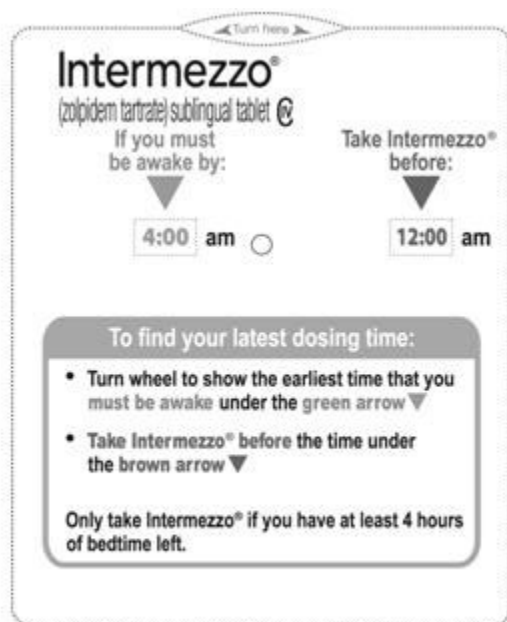 Turn here
Intermezzo®
(zolpidem tartrate) sublingual tablet CIV
If you must
be awake by:
Take Intermezzo®
before:
4:00 am
12:00 am
To find your latest dosing time:
• Turn wheel to show the earliest time that you
must be awake under the green arrow ▼
• Take Intermezzo® before the time under
the brown arrow ▼
Only take Intermezzo® if you have at least 4 hours
of bedtime left.